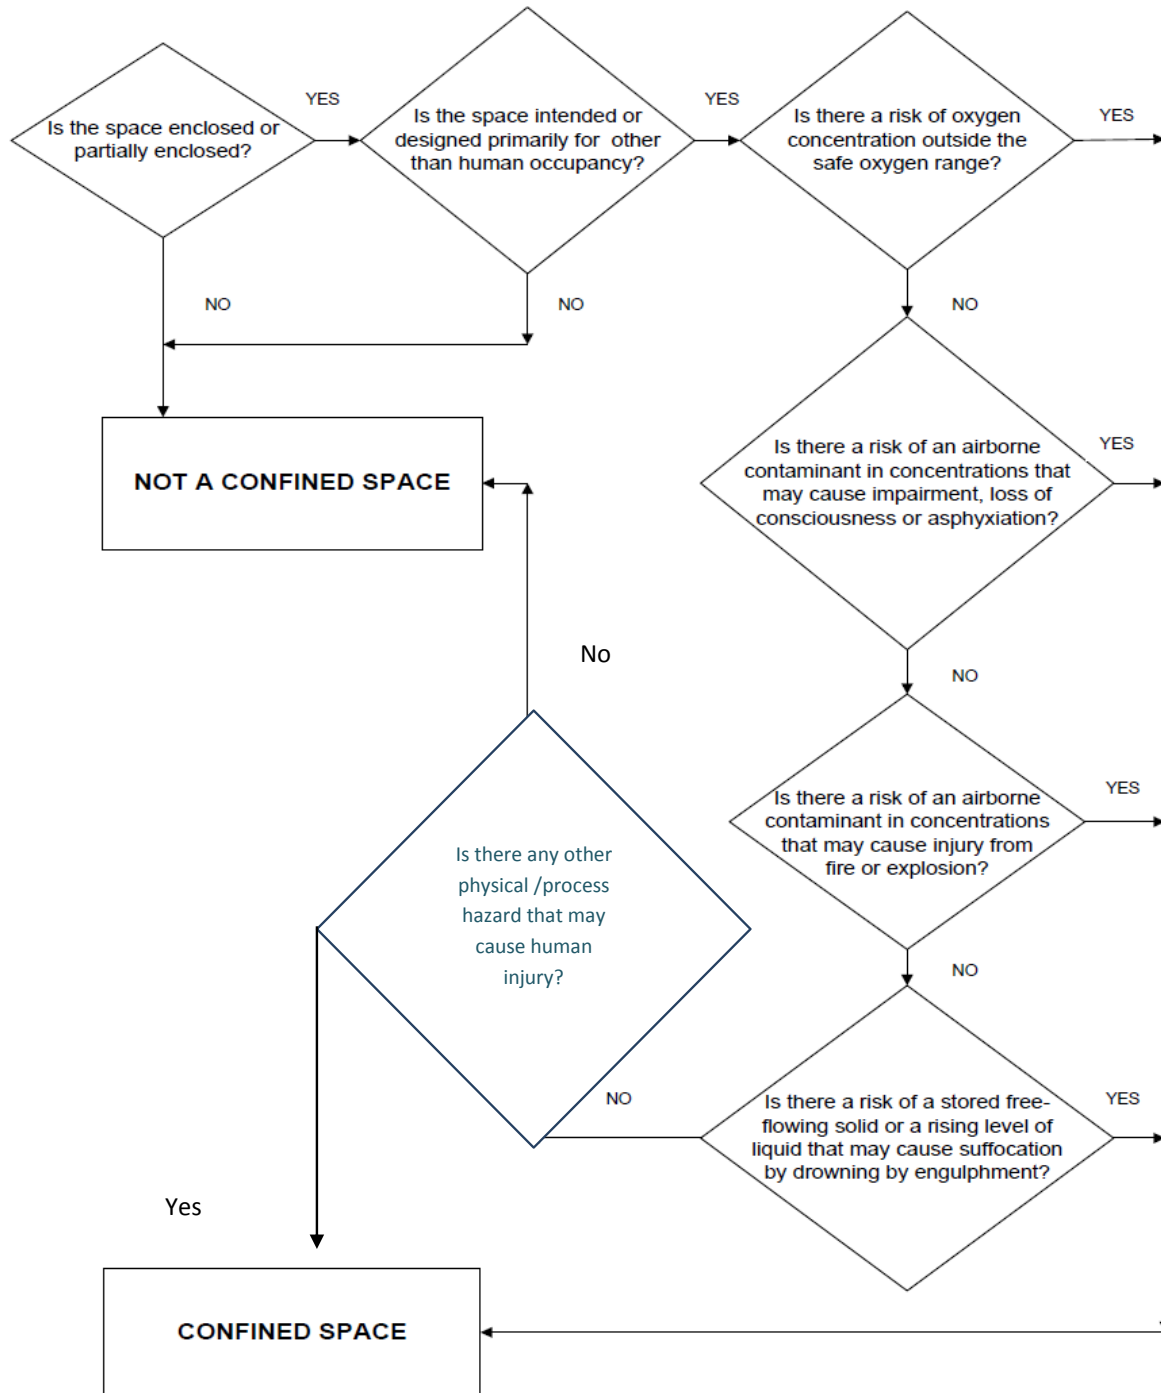 Is the space enclosed or
partially enclosed?
YES
Is the space intended or
designed primarily for other
than human occupancy?
YES
Is there a risk of oxygen
concentration outside the
safe oxygen range?
YES
NO
NO
NO
NOT A CONFINED SPACE
Is there a risk of an airborne
contaminant in concentrations that
may cause impairment, loss of
consciousness or asphyxiation?
YES
No
NO
Is there any other
physical /process
hazard that may
cause human
injury?
Is there a risk of an airborne
contaminant in concentrations
that may cause injury from
fire or explosion?
YES
NO
NO
Is there a risk of a stored free-
flowing solid or a rising level of
liquid that may cause suffocation
by drowning by engulphment?
YES
Yes
CONFINED SPACE